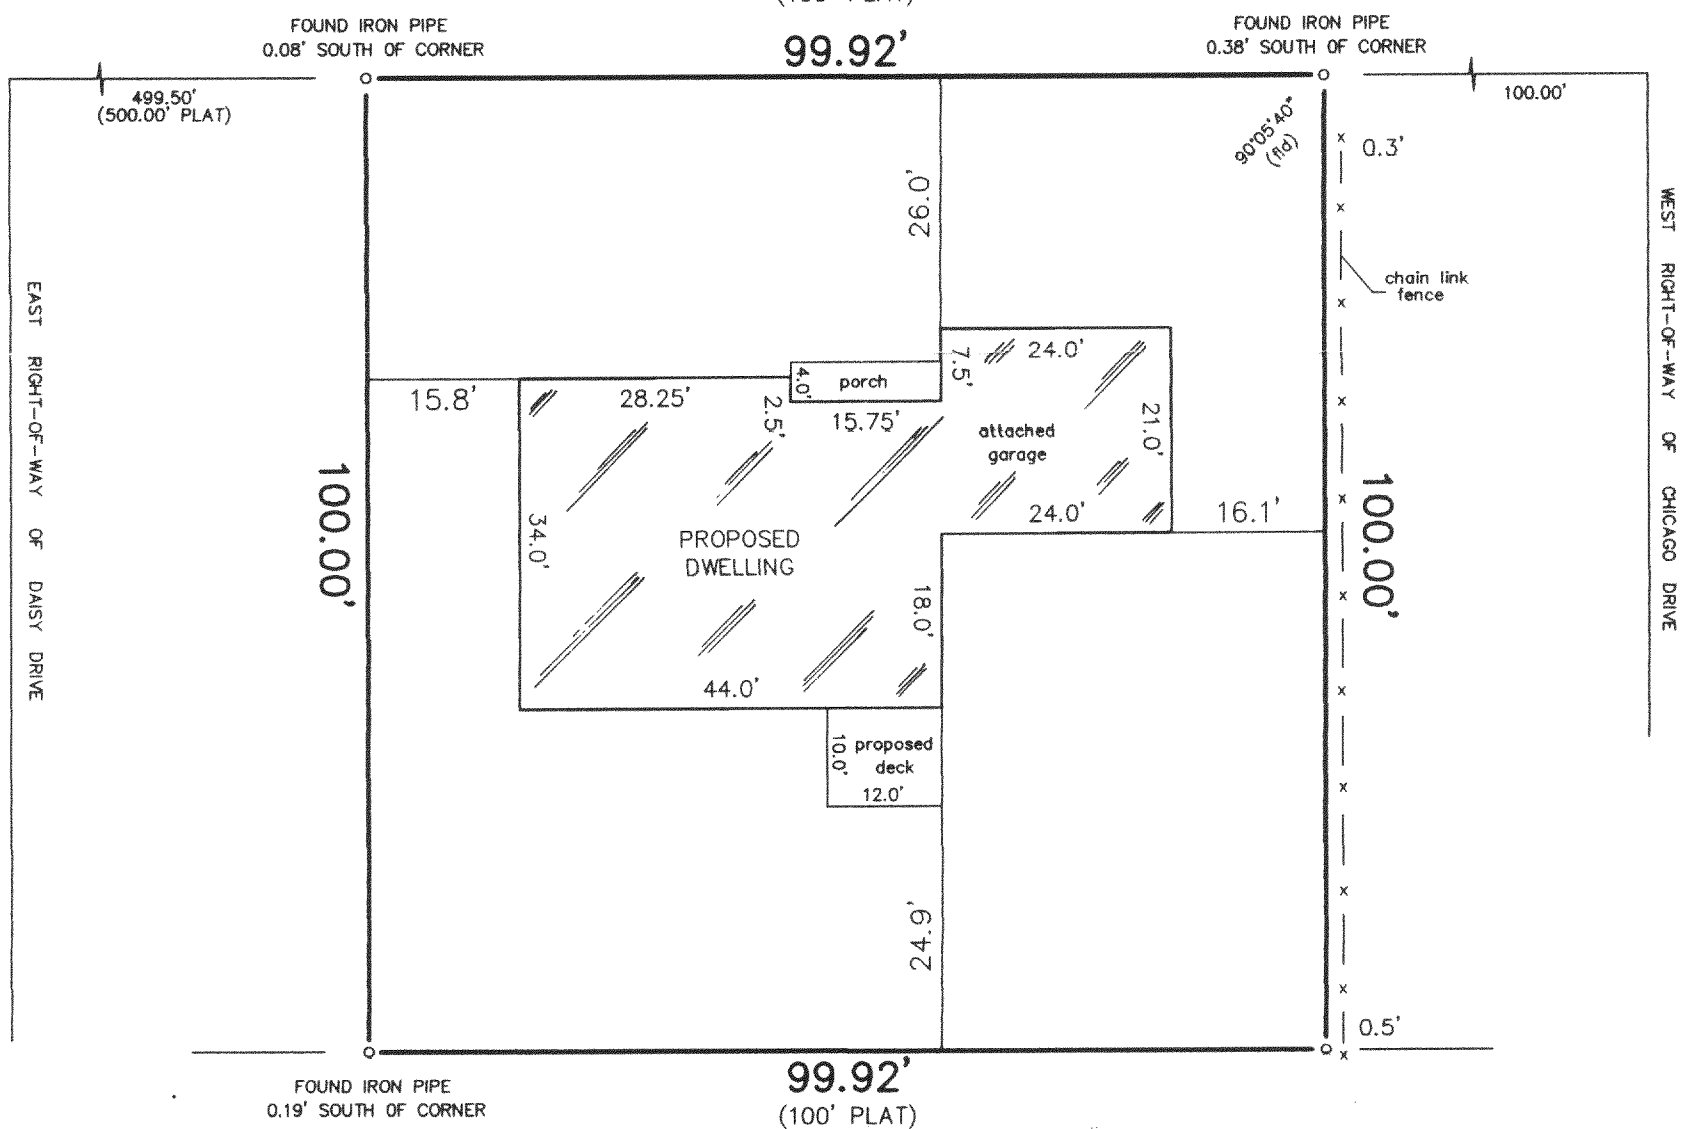 (100' PLAT)
FOUND IRON PIPE
0.08' SOUTH OF CORNER
99.92'
FOUND IRON PIPE
0.38' SOUTH OF CORNER
499.50'
(500.00' PLAT)
100.00'
90°05'40"
(fld)
0.3'
26.0'
chain link
fence
EAST RIGHT-OF-WAY OF DAISY DRIVE
WEST RIGHT-OF-WAY OF CHICAGO DRIVE
15.8'
28.25'
2.5'
4.0'
porch
15.75'
7.5'
24.0'
attached
garage
21.0'
24.0'
16.1'
100.00'
34.0'
PROPOSED
DWELLING
18.0'
100.00'
44.0'
10.0'
proposed
deck
12.0'
24.9'
0.5'
FOUND IRON PIPE
0.19' SOUTH OF CORNER
99.92'
(100' PLAT)